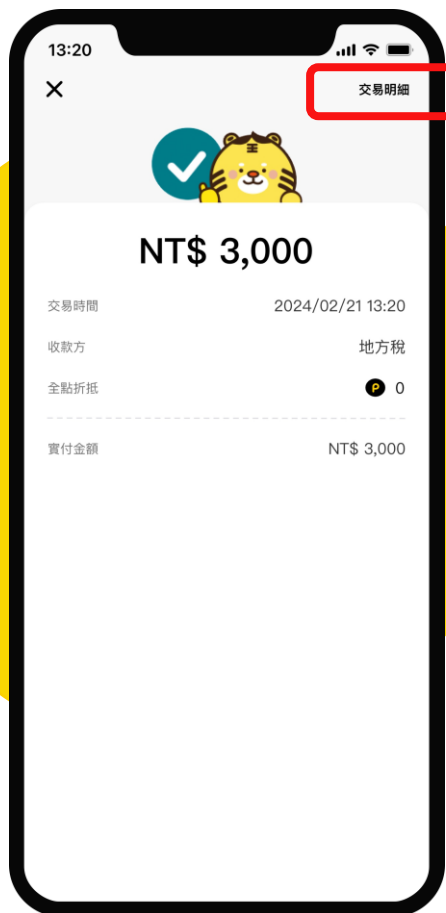 13:20
交易明細
王
NT$ 3,000
交易時間 2024/02/21 13:20
收款方 地方稅
全點折抵 P 0
實付金額 NT$ 3,000